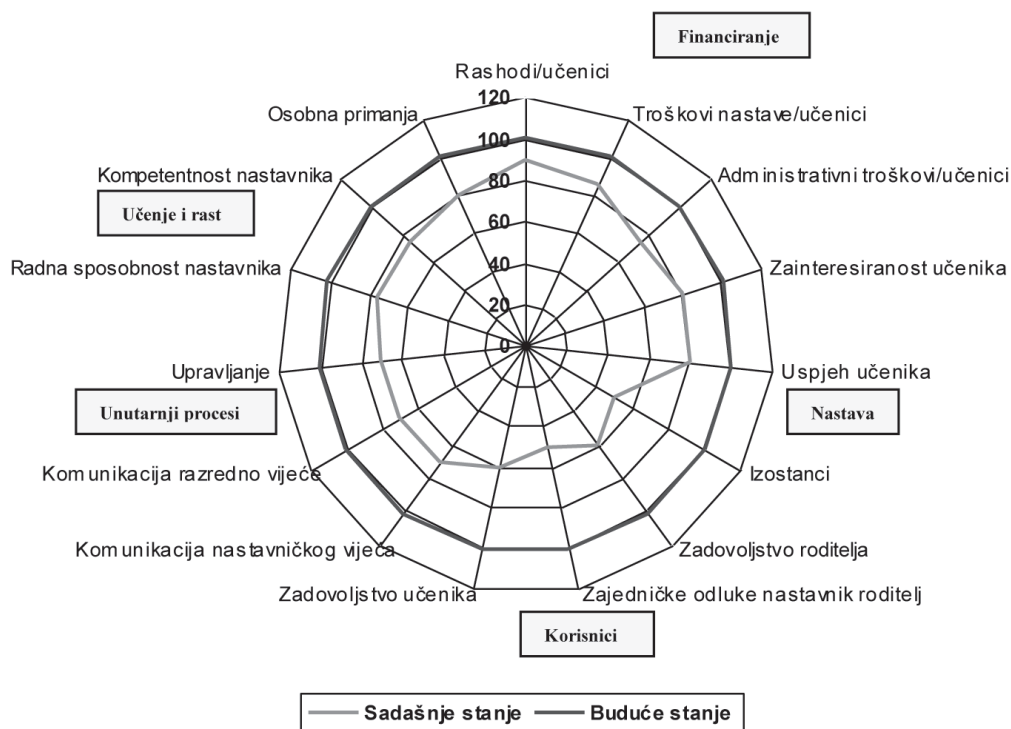 Financiranje
Rashodi/učenici
Osobna primanja
Troškovi nastave/učenici
Kompetentnost nastavnika
Administrativni troškovi/učenici
Učenje i rast
Radna sposobnost nastavnika
Zainteresiranost učenika
120
100
80
60
40
20
0
Upravljanje
Uspjeh učenika
Unutarnji procesi
Nastava
Komunikacija razredno vijeće
Izostanci
Komunikacija nastavničkog vijeća
Zadovoljstvo roditelja
Zadovoljstvo učenika
Zajedničke odluke nastavnik roditelj
Korisnici
Sadašnje stanje
Buduće stanje